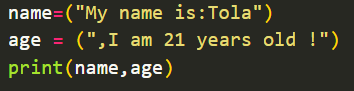 name=("My name is:Tola")
age = (",I am 21 years old !")
print(name,age)